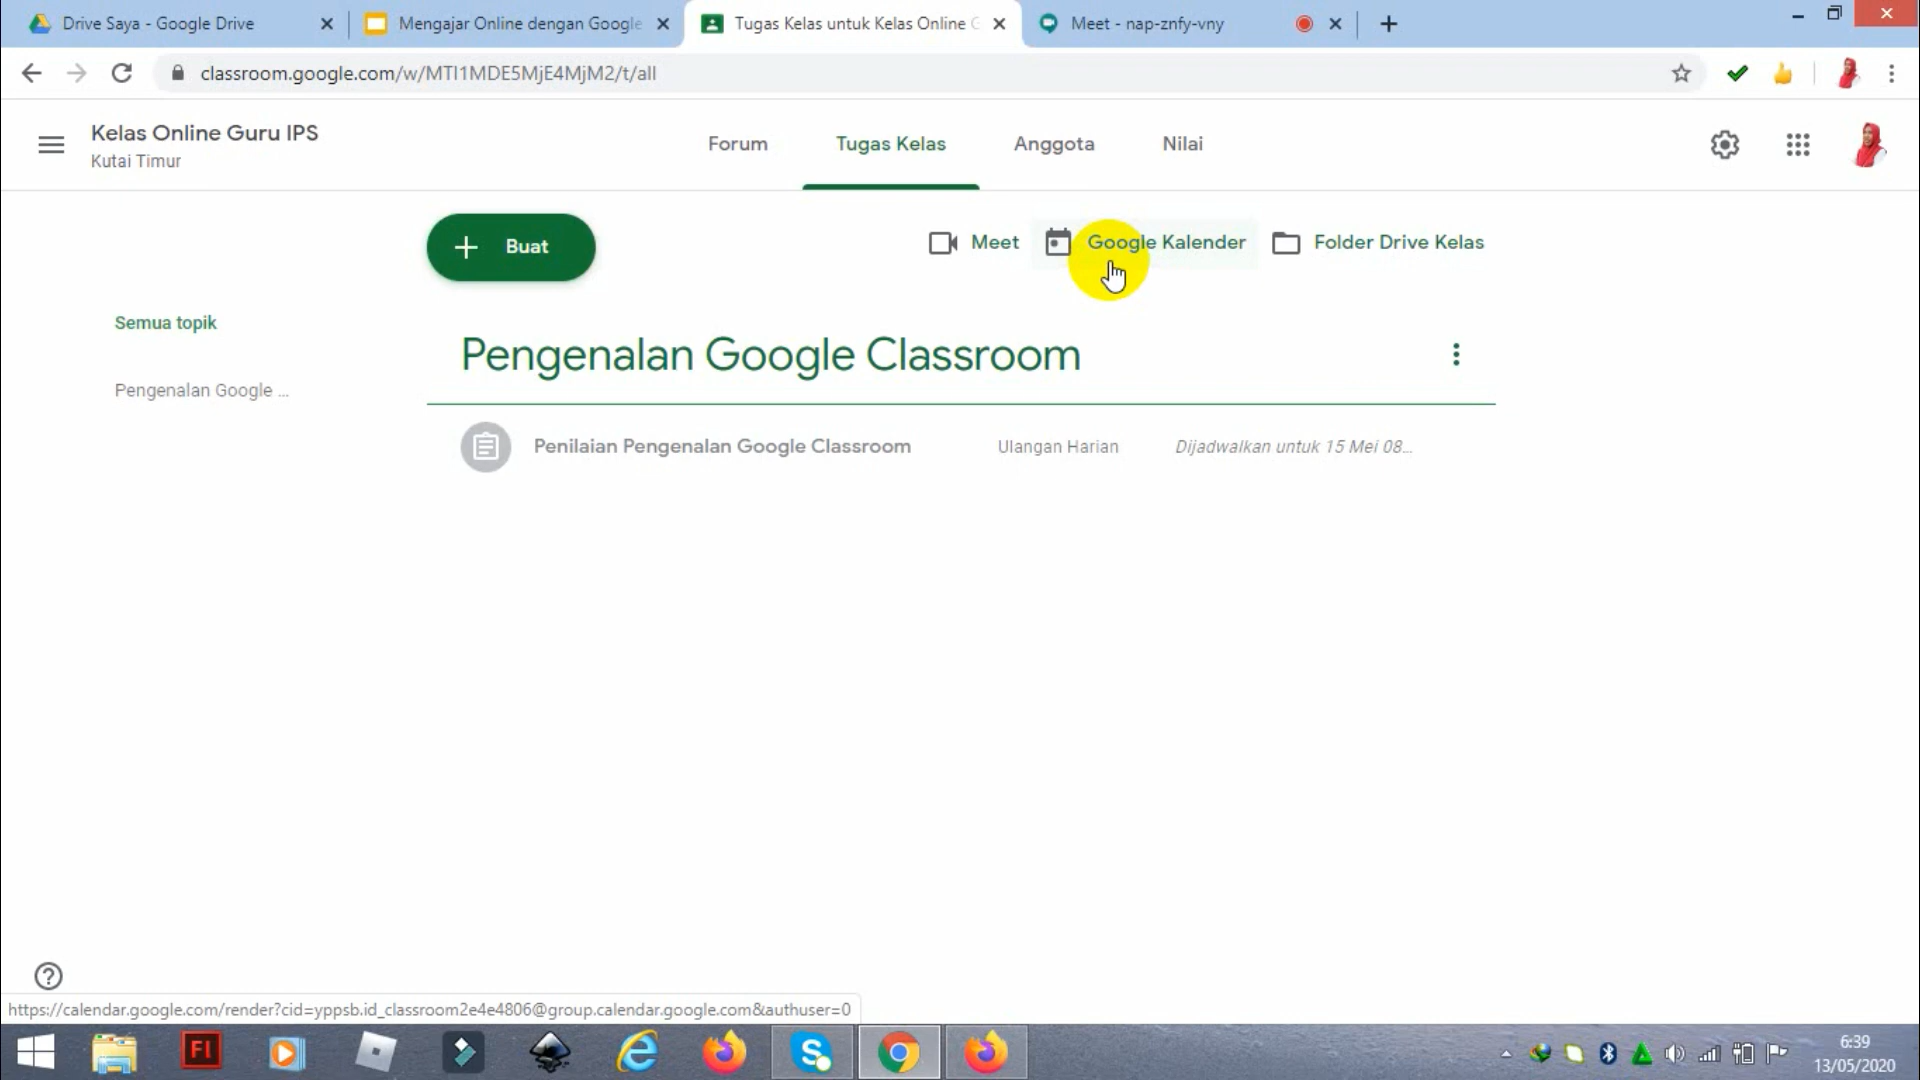 Drive Saya - Google Drive
Mengajar Online dengan Google
Tugas Kelas untuk Kelas Online G
Meet - nap-znfy-vny
classroom.google.com/w/MTI1MDE5MjE4MjM2/t/all
Kelas Online Guru IPS
Kutai Timur
Forum
Tugas Kelas
Anggota
Nilai
Buat
Meet
Google Kalender
Folder Drive Kelas
Semua topik
Pengenalan Google ...
Pengenalan Google Classroom
Penilaian Pengenalan Google Classroom
Ulangan Harian
Dijadwalkan untuk 15 Mei 08...
https://calendar.google.com/render?cid=yppsb.id_classroom2e4e4806@group.calendar.google.com&authuser=0
Fl
6:39
13/05/2020